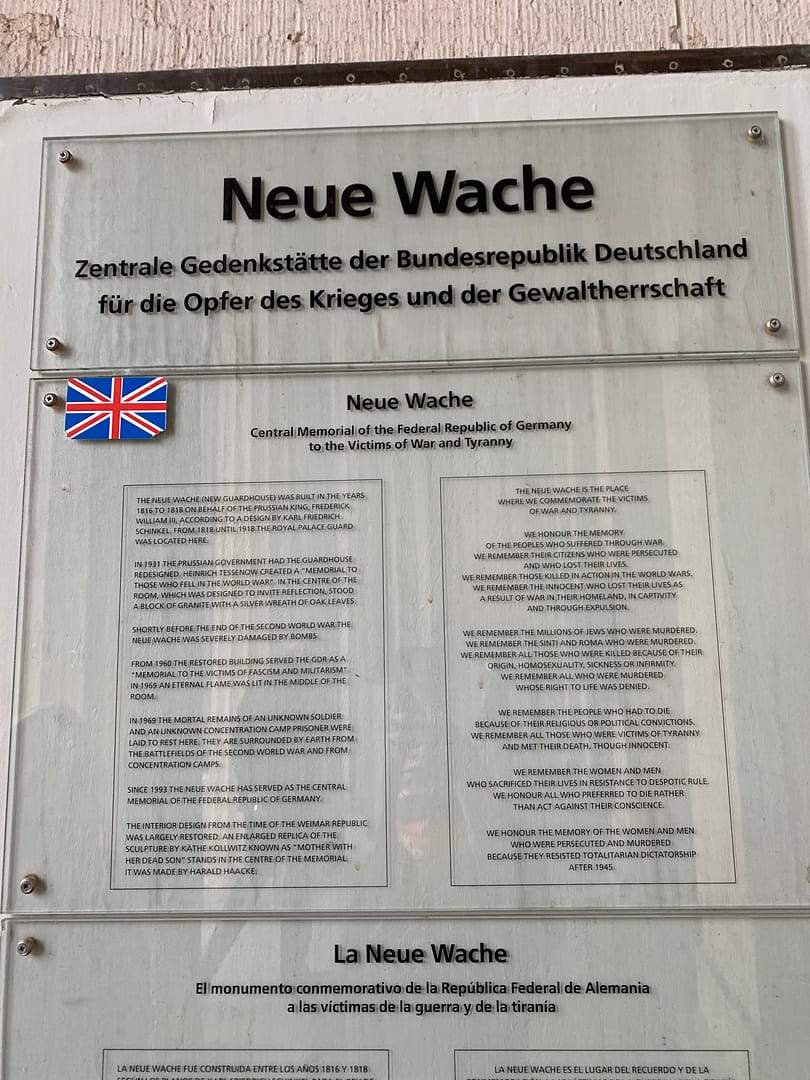 Neue Wache
Zentrale Gedenkstätte der Bundesrepublik Deutschland
für die Opfer des Krieges und der Gewaltherrschaft
Neue Wache
Central Memorial of the Federal Republic of Germany
to the Victims of War and Tyranny
THE NEUE WACHE (NEW GUARDHOUSE) WAS BUILT IN THE YEARS
1816 TO 1818 ON BEHALF OF THE PRUSSIAN KING, FREDERICK
WILLIAM III, ACCORDING TO A DESIGN BY KARL FRIEDRICH
SCHINKEL. FROM 1818 UNTIL 1918 THE ROYAL PALACE GUARD
WAS LOCATED HERE.
IN 1931 THE PRUSSIAN GOVERNMENT HAD THE GUARDHOUSE
REDESIGNED. HEINRICH TESSENOW CREATED A "MEMORIAL TO
THOSE WHO FELL IN THE WORLD WAR". IN THE CENTRE OF THE
ROOM, WHICH WAS DESIGNED TO INVITE REFLECTION, STOOD
A BLOCK OF GRANITE WITH A SILVER WREATH OF OAK LEAVES.
SHORTLY BEFORE THE END OF THE SECOND WORLD WAR THE
NEUE WACHE WAS SEVERELY DAMAGED BY BOMBS.
FROM 1960 THE RESTORED BUILDING SERVED THE GDR AS A
"MEMORIAL TO THE VICTIMS OF FASCISM AND MILITARISM".
IN 1969 AN ETERNAL FLAME WAS LIT IN THE MIDDLE OF THE
ROOM.
IN 1969 THE MORTAL REMAINS OF AN UNKNOWN SOLDIER
AND AN UNKNOWN CONCENTRATION CAMP PRISONER WERE
LAID TO REST HERE. THEY ARE SURROUNDED BY EARTH FROM
THE BATTLEFIELDS OF THE SECOND WORLD WAR AND FROM
CONCENTRATION CAMPS.
SINCE 1993 THE NEUE WACHE HAS SERVED AS THE CENTRAL
MEMORIAL OF THE FEDERAL REPUBLIC OF GERMANY.
THE INTERIOR DESIGN FROM THE TIME OF THE WEIMAR REPUBLIC
WAS LARGELY RESTORED. AN ENLARGED REPLICA OF THE
SCULPTURE BY KÄTHE KOLLWITZ KNOWN AS "MOTHER WITH
HER DEAD SON" STANDS IN THE CENTRE OF THE MEMORIAL.
IT WAS MADE BY HARALD HAACKE.
THE NEUE WACHE IS THE PLACE
WHERE WE COMMEMORATE THE VICTIMS
OF WAR AND TYRANNY.
WE HONOUR THE MEMORY
OF THE PEOPLES WHO SUFFERED THROUGH WAR.
WE REMEMBER THEIR CITIZENS WHO WERE PERSECUTED
AND WHO LOST THEIR LIVES.
WE REMEMBER THOSE KILLED IN ACTION IN THE WORLD WARS.
WE REMEMBER THE INNOCENT WHO LOST THEIR LIVES AS
A RESULT OF WAR IN THEIR HOMELAND, IN CAPTIVITY
AND THROUGH EXPULSION.
WE REMEMBER THE MILLIONS OF JEWS WHO WERE MURDERED.
WE REMEMBER THE SINTI AND ROMA WHO WERE MURDERED.
WE REMEMBER ALL THOSE WHO WERE KILLED BECAUSE OF THEIR
ORIGIN, HOMOSEXUALITY, SICKNESS OR INFIRMITY.
WE REMEMBER ALL WHO WERE MURDERED
WHOSE RIGHT TO LIFE WAS DENIED.
WE REMEMBER THE PEOPLE WHO HAD TO DIE
BECAUSE OF THEIR RELIGIOUS OR POLITICAL CONVICTIONS.
WE REMEMBER ALL THOSE WHO WERE VICTIMS OF TYRANNY
AND MET THEIR DEATH, THOUGH INNOCENT.
WE REMEMBER THE WOMEN AND MEN
WHO SACRIFICED THEIR LIVES IN RESISTANCE TO DESPOTIC RULE.
WE HONOUR ALL WHO PREFERRED TO DIE RATHER
THAN ACT AGAINST THEIR CONSCIENCE.
WE HONOUR THE MEMORY OF THE WOMEN AND MEN
WHO WERE PERSECUTED AND MURDERED
BECAUSE THEY RESISTED TOTALITARIAN DICTATORSHIP
AFTER 1945.
La Neue Wache
El monumento conmemorativo de la República Federal de Alemania
a las víctimas de la guerra y de la tiranía
LA NEUE WACHE FUE CONSTRUIDA ENTRE LOS AÑOS 1816 Y 1818
LA NEUE WACHE ES EL LUGAR DEL RECUERDO Y DE LA